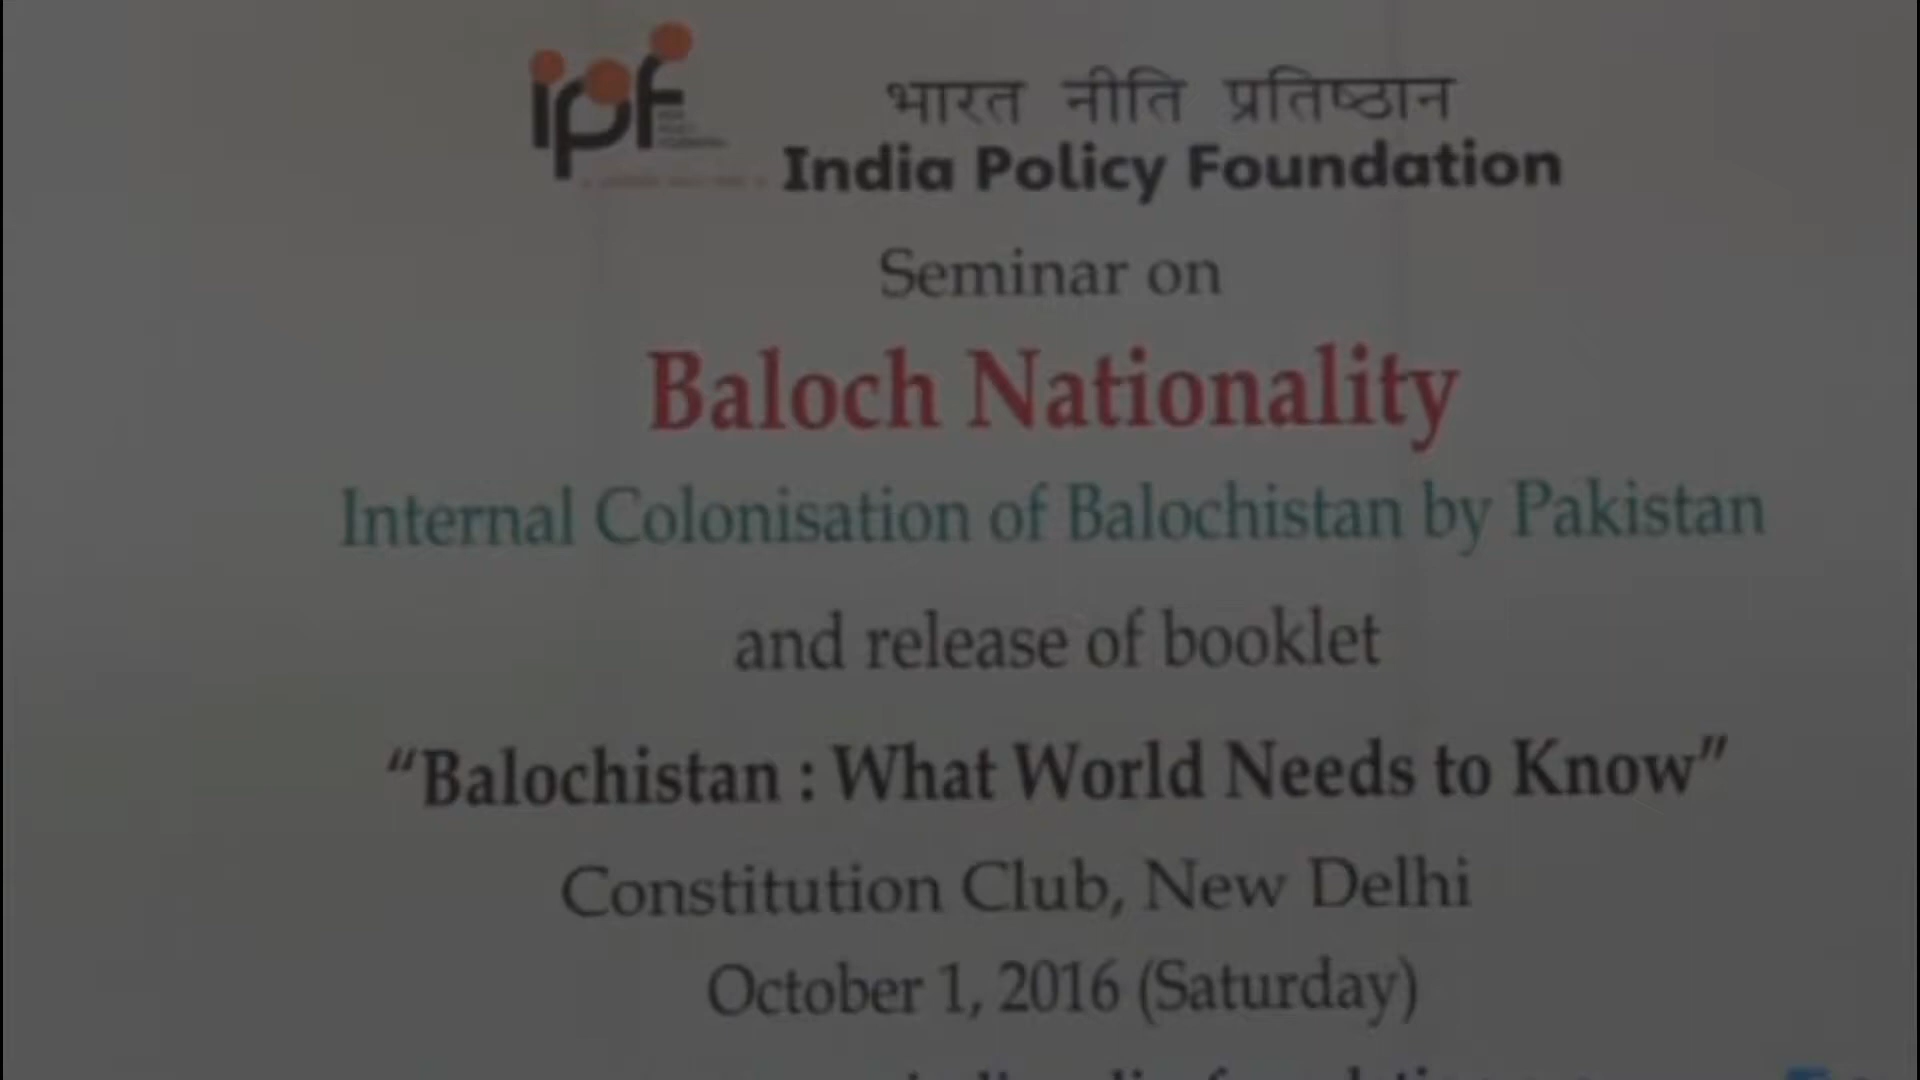 ipf
भारत नीति प्रतिष्ठान
India Policy Foundation
Seminar on
Baloch Nationality
Internal Colonisation of Balochistan by Pakistan
and release of booklet
“Balochistan : What World Needs to Know”
Constitution Club, New Delhi
October 1, 2016 (Saturday)